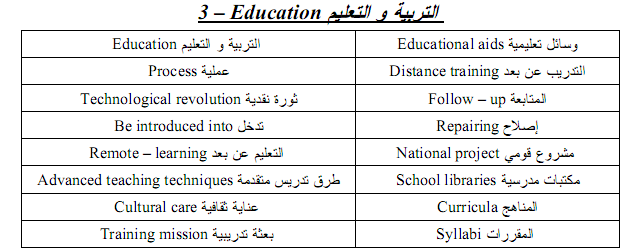 3 – Education التربية و التعليم
Education التربية و التعليم	Educational aids وسائل تعليمية
Process عملية	Distance training التدريب عن بعد
Technological revolution ثورة نقدية	Follow – up المتابعة
Be introduced into تدخل	Repairing إصلاح
Remote – learning التعليم عن بعد	National project مشروع قومي
Advanced teaching techniques طرق تدريس متقدمة	School libraries مكتبات مدرسية
Cultural care عناية ثقافية	Curricula المناهج
Training mission بعثة تدريبية	Syllabi المقررات